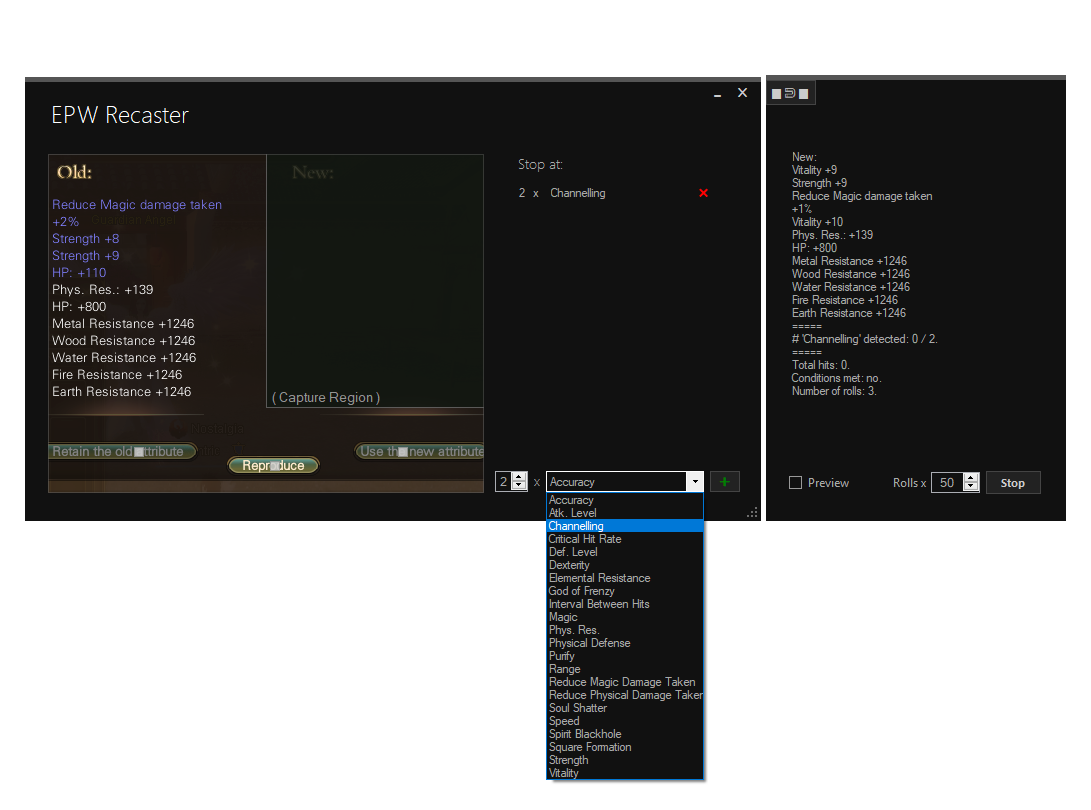 EPW Recaster
Old:
Reduce Magic damage taken
+2%
Strength +8
Strength +9
HP: +110
Phys. Res.: +139
HP: +800
Metal Resistance +1246
Wood Resistance +1246
Water Resistance +1246
Fire Resistance +1246
Earth Resistance +1246
New:
( Capture Region )
Retain the old attribute
Reproduce
Use the new attribute
Stop at:
2 x Channelling
2 x Accuracy
Accuracy
Atk. Level
Channelling
Critical Hit Rate
Def. Level
Dexterity
Elemental Resistance
God of Frenzy
Interval Between Hits
Magic
Phys. Res.
Physical Defense
Purify
Range
Reduce Magic Damage Taken
Reduce Physical Damage Taken
Soul Shatter
Speed
Spirit Blackhole
Square Formation
Strength
Vitality
New:
Vitality +9
Strength +9
Reduce Magic damage taken
+1%
Vitality +10
Phys. Res.: +139
HP: +800
Metal Resistance +1246
Wood Resistance +1246
Water Resistance +1246
Fire Resistance +1246
Earth Resistance +1246
=====
# 'Channelling' detected: 0 / 2.
=====
Total hits: 0.
Conditions met: no.
Number of rolls: 3.
Preview
Rolls x 50
Stop